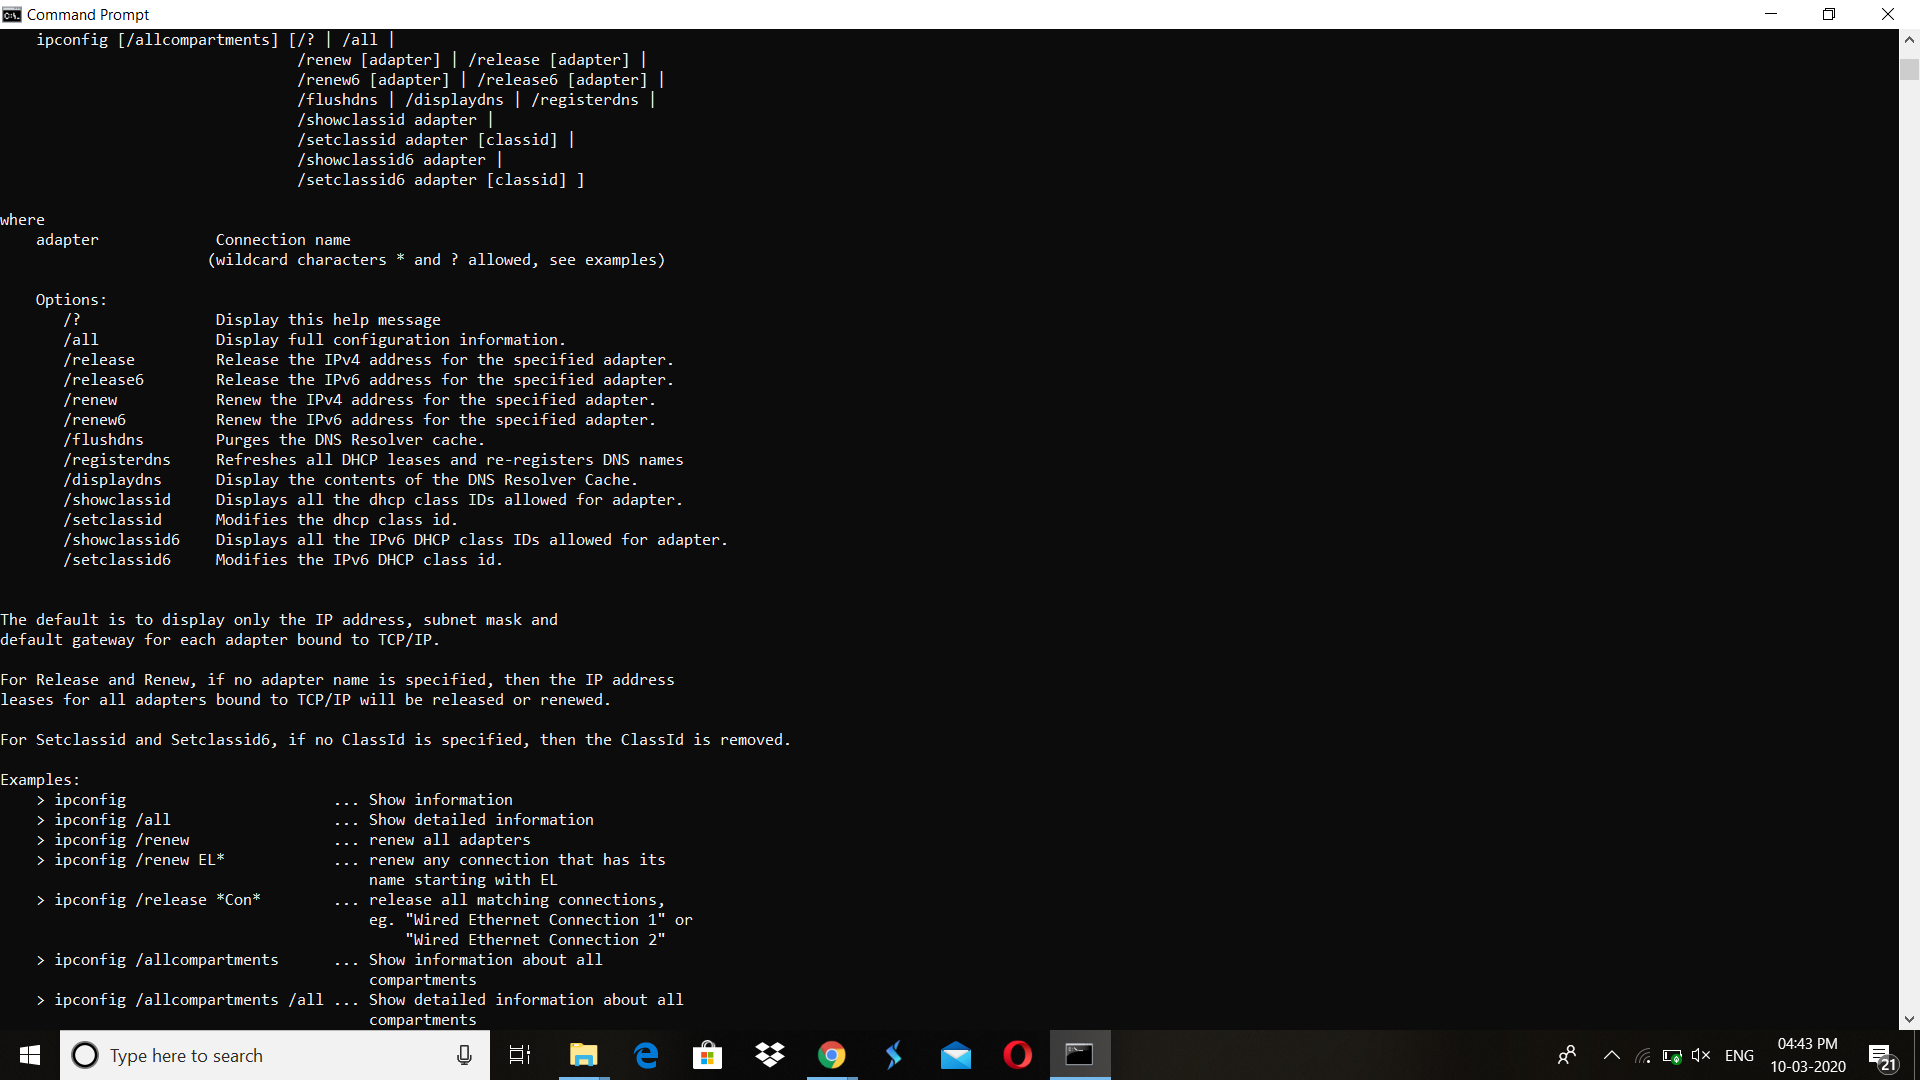 Command Prompt
ipconfig [/allcompartments] [/? | /all |
/renew [adapter] | /release [adapter] |
/renew6 [adapter] | /release6 [adapter] |
/flushdns | /displaydns | /registerdns |
/showclassid adapter |
/setclassid adapter [classid] |
/showclassid6 adapter |
/setclassid6 adapter [classid] ]
where
adapter Connection name
(wildcard characters * and ? allowed, see examples)
Options:
/? Display this help message
/all Display full configuration information.
/release Release the IPv4 address for the specified adapter.
/release6 Release the IPv6 address for the specified adapter.
/renew Renew the IPv4 address for the specified adapter.
/renew6 Renew the IPv6 address for the specified adapter.
/flushdns Purges the DNS Resolver cache.
/registerdns Refreshes all DHCP leases and re-registers DNS names
/displaydns Display the contents of the DNS Resolver Cache.
/showclassid Displays all the dhcp class IDs allowed for adapter.
/setclassid Modifies the dhcp class id.
/showclassid6 Displays all the IPv6 DHCP class IDs allowed for adapter.
/setclassid6 Modifies the IPv6 DHCP class id.
The default is to display only the IP address, subnet mask and
default gateway for each adapter bound to TCP/IP.
For Release and Renew, if no adapter name is specified, then the IP address
leases for all adapters bound to TCP/IP will be released or renewed.
For Setclassid and Setclassid6, if no ClassId is specified, then the ClassId is removed.
Examples:
> ipconfig ... Show information
> ipconfig /all ... Show detailed information
> ipconfig /renew ... renew all adapters
> ipconfig /renew EL* ... renew any connection that has its
name starting with EL
> ipconfig /release *Con* ... release all matching connections,
eg. "Wired Ethernet Connection 1" or
"Wired Ethernet Connection 2"
> ipconfig /allcompartments ... Show information about all
compartments
> ipconfig /allcompartments /all ... Show detailed information about all
compartments
Type here to search
ENG
04:43 PM
10-03-2020
21